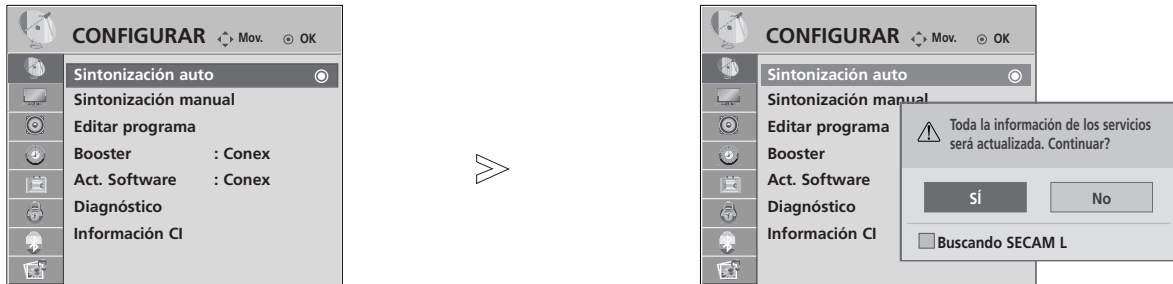 CONFIGURAR Mov. OK
Sintonización auto
Sintonización manual
Editar programa
Booster : Conex
Act. Software : Conex
Diagnóstico
Información CI
CONFIGURAR Mov. OK
Sintonización auto
Sintonización manual
Editar programa
Booster
Act. Software
Diagnóstico
Información CI
Toda la información de los servicios
será actualizada. Continuar?
SÍ No
Buscando SECAM L